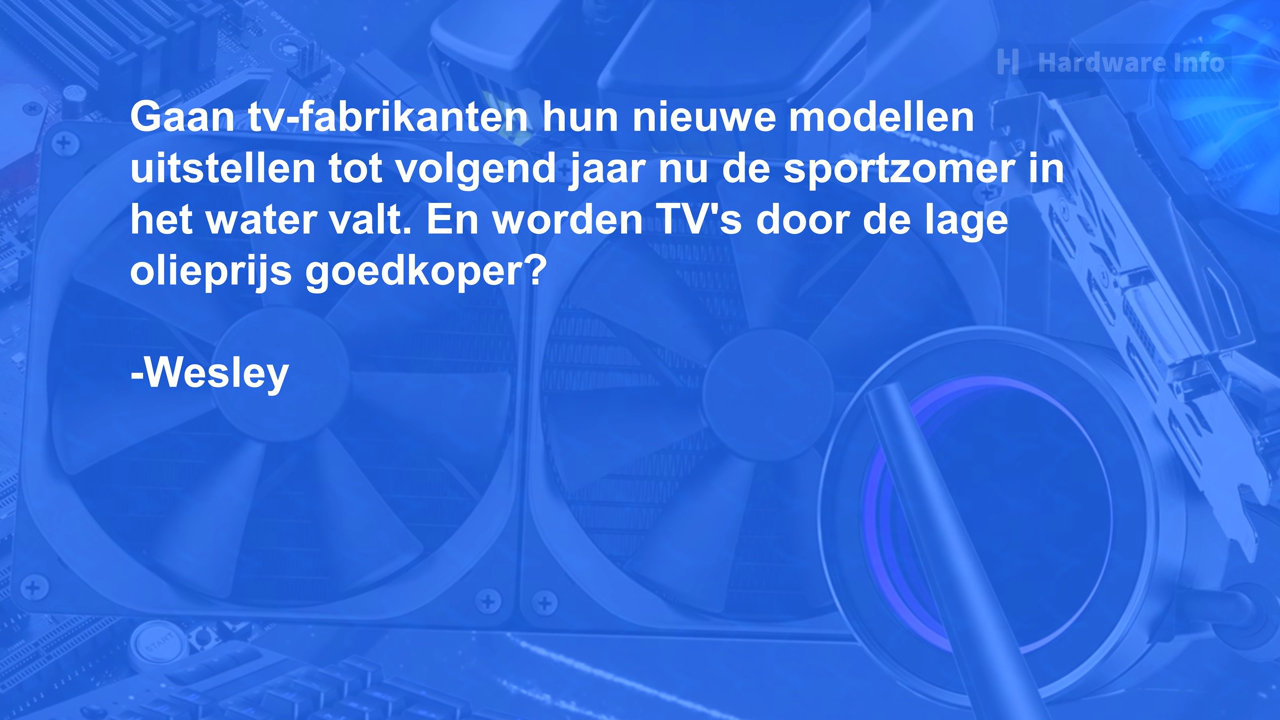 Hardware Info
Gaan tv-fabrikanten hun nieuwe modellen
uitstellen tot volgend jaar nu de sportzomer in
het water valt. En worden TV's door de lage
olieprijs goedkoper?
-Wesley
START